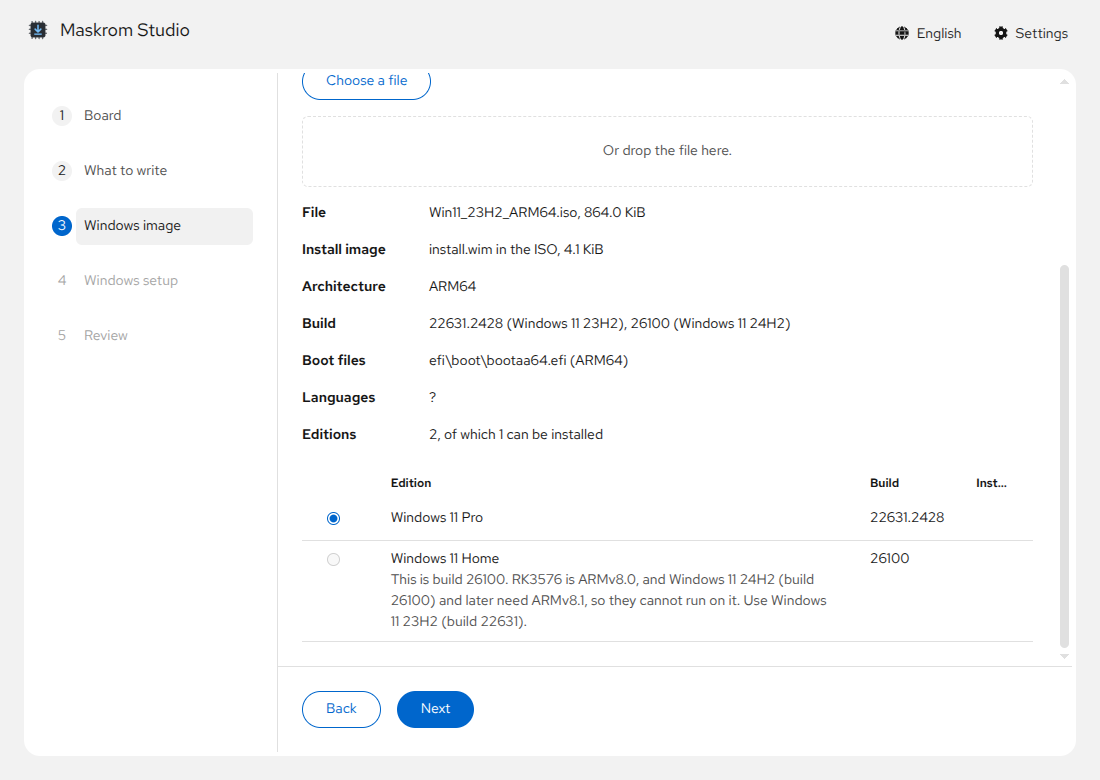 Maskrom Studio
English
Settings
1 Board
2 What to write
3 Windows image
4 Windows setup
5 Review
Choose a file
Or drop the file here.
File Win11_23H2_ARM64.iso, 864.0 KiB
Install image install.wim in the ISO, 4.1 KiB
Architecture ARM64
Build 22631.2428 (Windows 11 23H2), 26100 (Windows 11 24H2)
Boot files efi\boot\bootaa64.efi (ARM64)
Languages ?
Editions 2, of which 1 can be installed
Edition Build Inst...
Windows 11 Pro 22631.2428
Windows 11 Home 26100
This is build 26100. RK3576 is ARMv8.0, and Windows 11 24H2 (build
26100) and later need ARMv8.1, so they cannot run on it. Use Windows
11 23H2 (build 22631).
Back Next